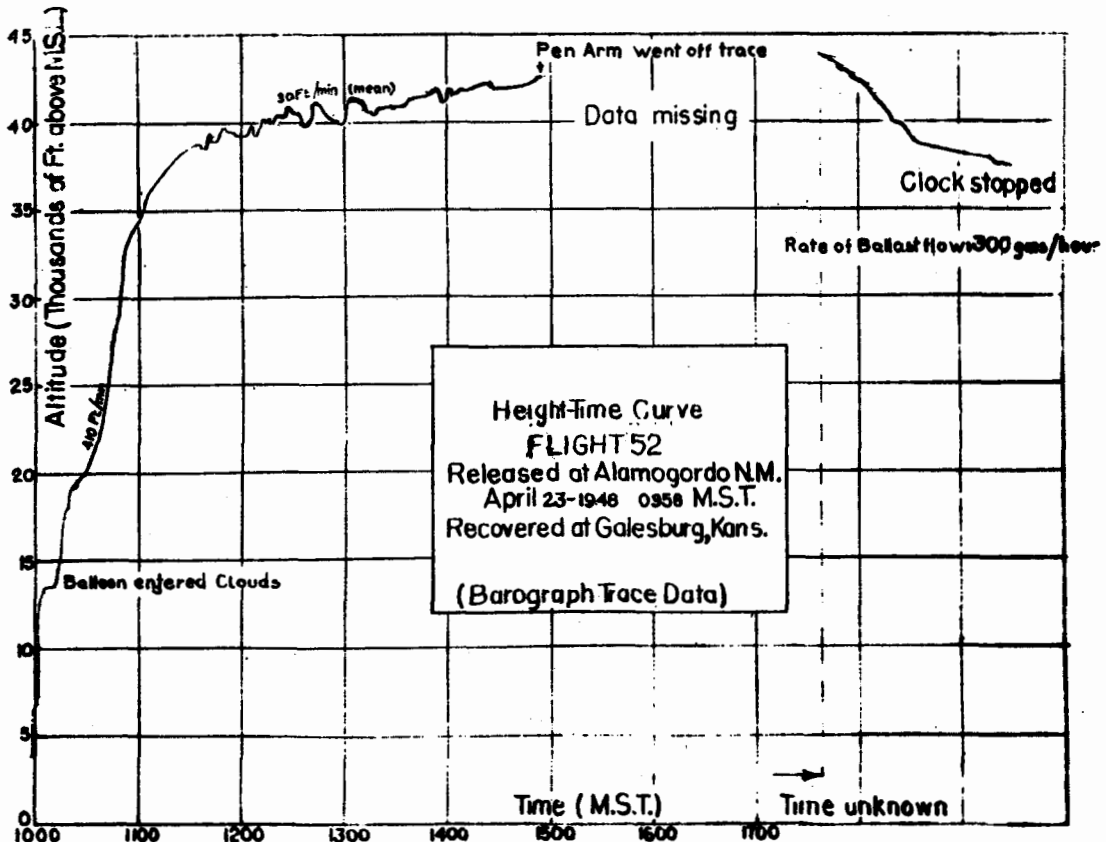 45
40
35
30
25
20
15
10
5
0
Altitude (Thousands of Ft. above M.S.L.)
Pen Arm went off trace
30 Ft/min (mean)
Data missing
Clock stopped
Rate of Ballast flow≈300 gms/hour
410 Ft/min
Balloon entered Clouds
Height-Time Curve
FLIGHT 52
Released at Alamogordo N.M.
April 23-1948 0958 M.S.T.
Recovered at Galesburg, Kans.
(Barograph Trace Data)
Time (M.S.T.)
Time unknown
1000 1100 1200 1300 1400 1500 1600 1700